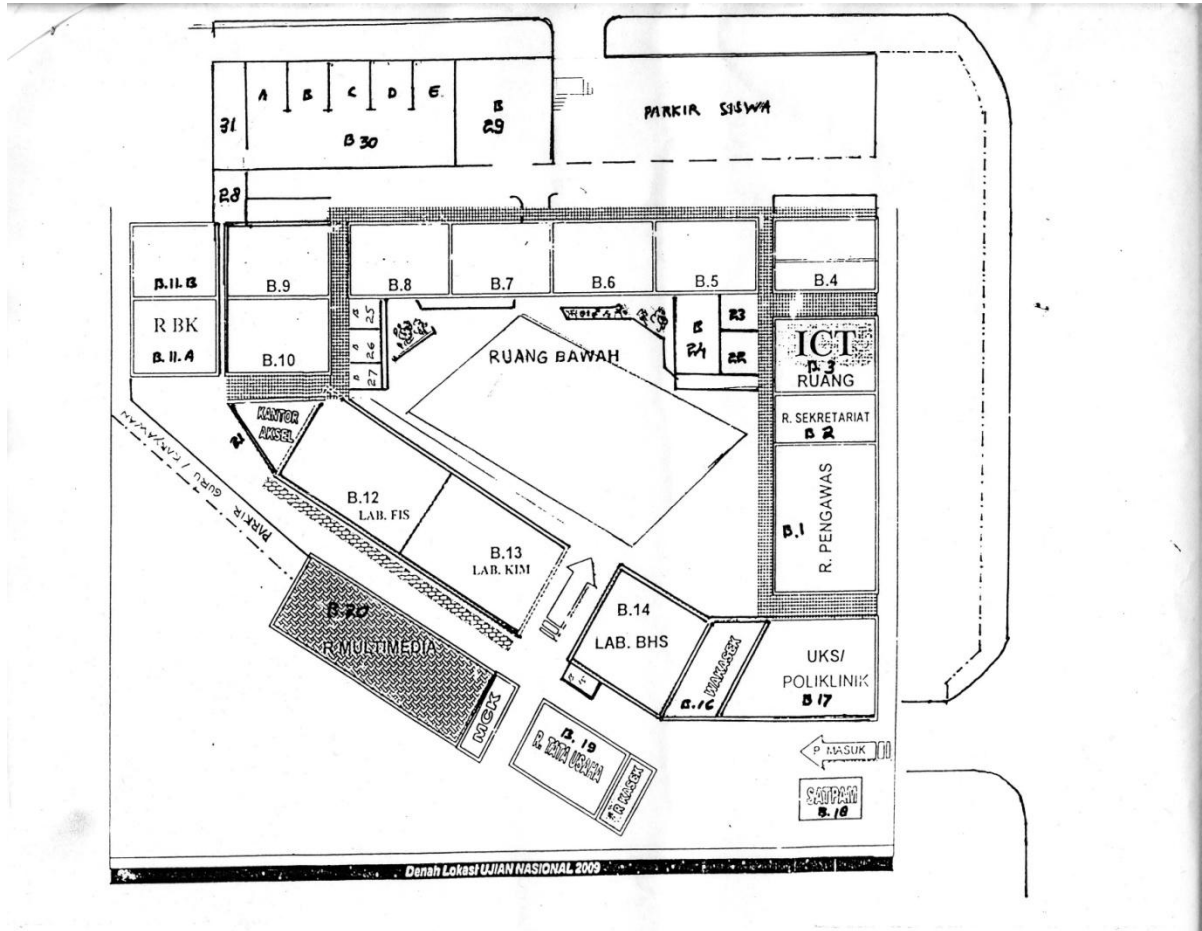 A B C D E
31
B 30
B
29
PARKIR SISWA
28
B.11.B
R BK
B.11.A
B.9
B.10
B.8
B.7
B.6
B.5
B.4
B
25
B
26
B
27
RUANG BAWAH
B
24
23
22
ICT
B.3
RUANG
R. SEKRETARIAT
B 2
B.1
R. PENGAWAS
KANTOR
AKSEL
21
PARKIR GURU / KARYAWAN
B.12
LAB. FIS
B.13
LAB. KIM
B.14
LAB. BHS
B.16
WAKASEK
UKS/
POLIKLINIK
B 17
B.20
R.MULTIMEDIA
MCK
B. 19
R. TATA USAHA
R KASEK
P MASUK
SATPAM
B.18
Denah Lokasi UJIAN NASIONAL 2009